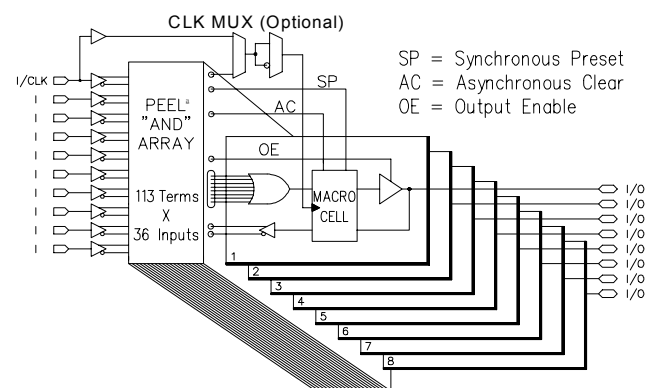 CLK MUX (Optional)
SP = Synchronous Preset
AC = Asynchronous Clear
OE = Output Enable
I/CLK
I
I
I
I
I
I
I
I
I
PEELª
"AND"
ARRAY
113 Terms
X
36 Inputs
SP
AC
OE
MACRO
CELL
1
2
3
4
5
6
7
8
I/O
I/O
I/O
I/O
I/O
I/O
I/O
I/O